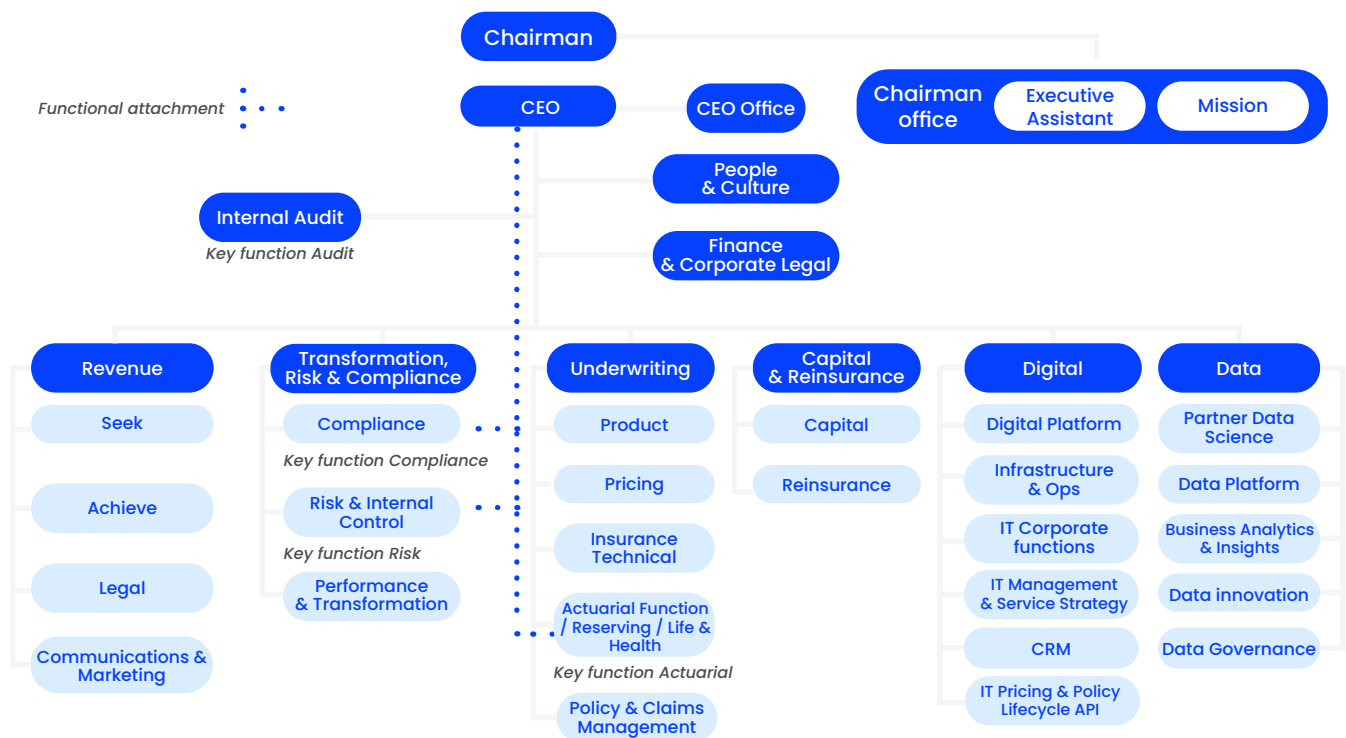 Chairman
Chairman
office
Executive
Assistant
Mission
Functional attachment
CEO
CEO Office
People
& Culture
Internal Audit
Key function Audit
Finance
& Corporate Legal
Revenue
Seek
Achieve
Legal
Communications &
Marketing
Transformation,
Risk & Compliance
Compliance
Key function Compliance
Risk & Internal
Control
Key function Risk
Performance
& Transformation
Underwriting
Product
Pricing
Insurance
Technical
Actuarial Function
/ Reserving / Life &
Health
Key function Actuarial
Policy & Claims
Management
Capital
& Reinsurance
Capital
Reinsurance
Digital
Digital Platform
Infrastructure
& Ops
IT Corporate
functions
IT Management
& Service Strategy
CRM
IT Pricing & Policy
Lifecycle API
Data
Partner Data
Science
Data Platform
Business Analytics
& Insights
Data innovation
Data Governance